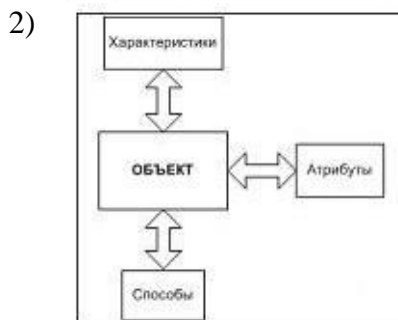 2)
Характеристики
ОБЪЕКТ
Атрибуты
Способы